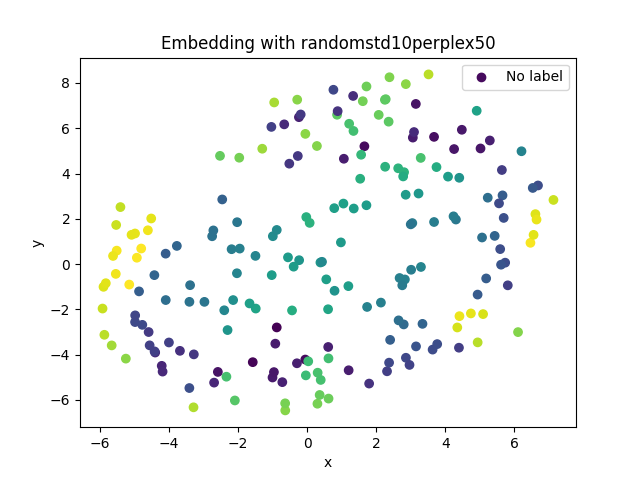 Embedding with randomstd10perplex50
No label
8
6
4
2
0
−2
−4
−6
y
−6 −4 −2 0 2 4 6
x